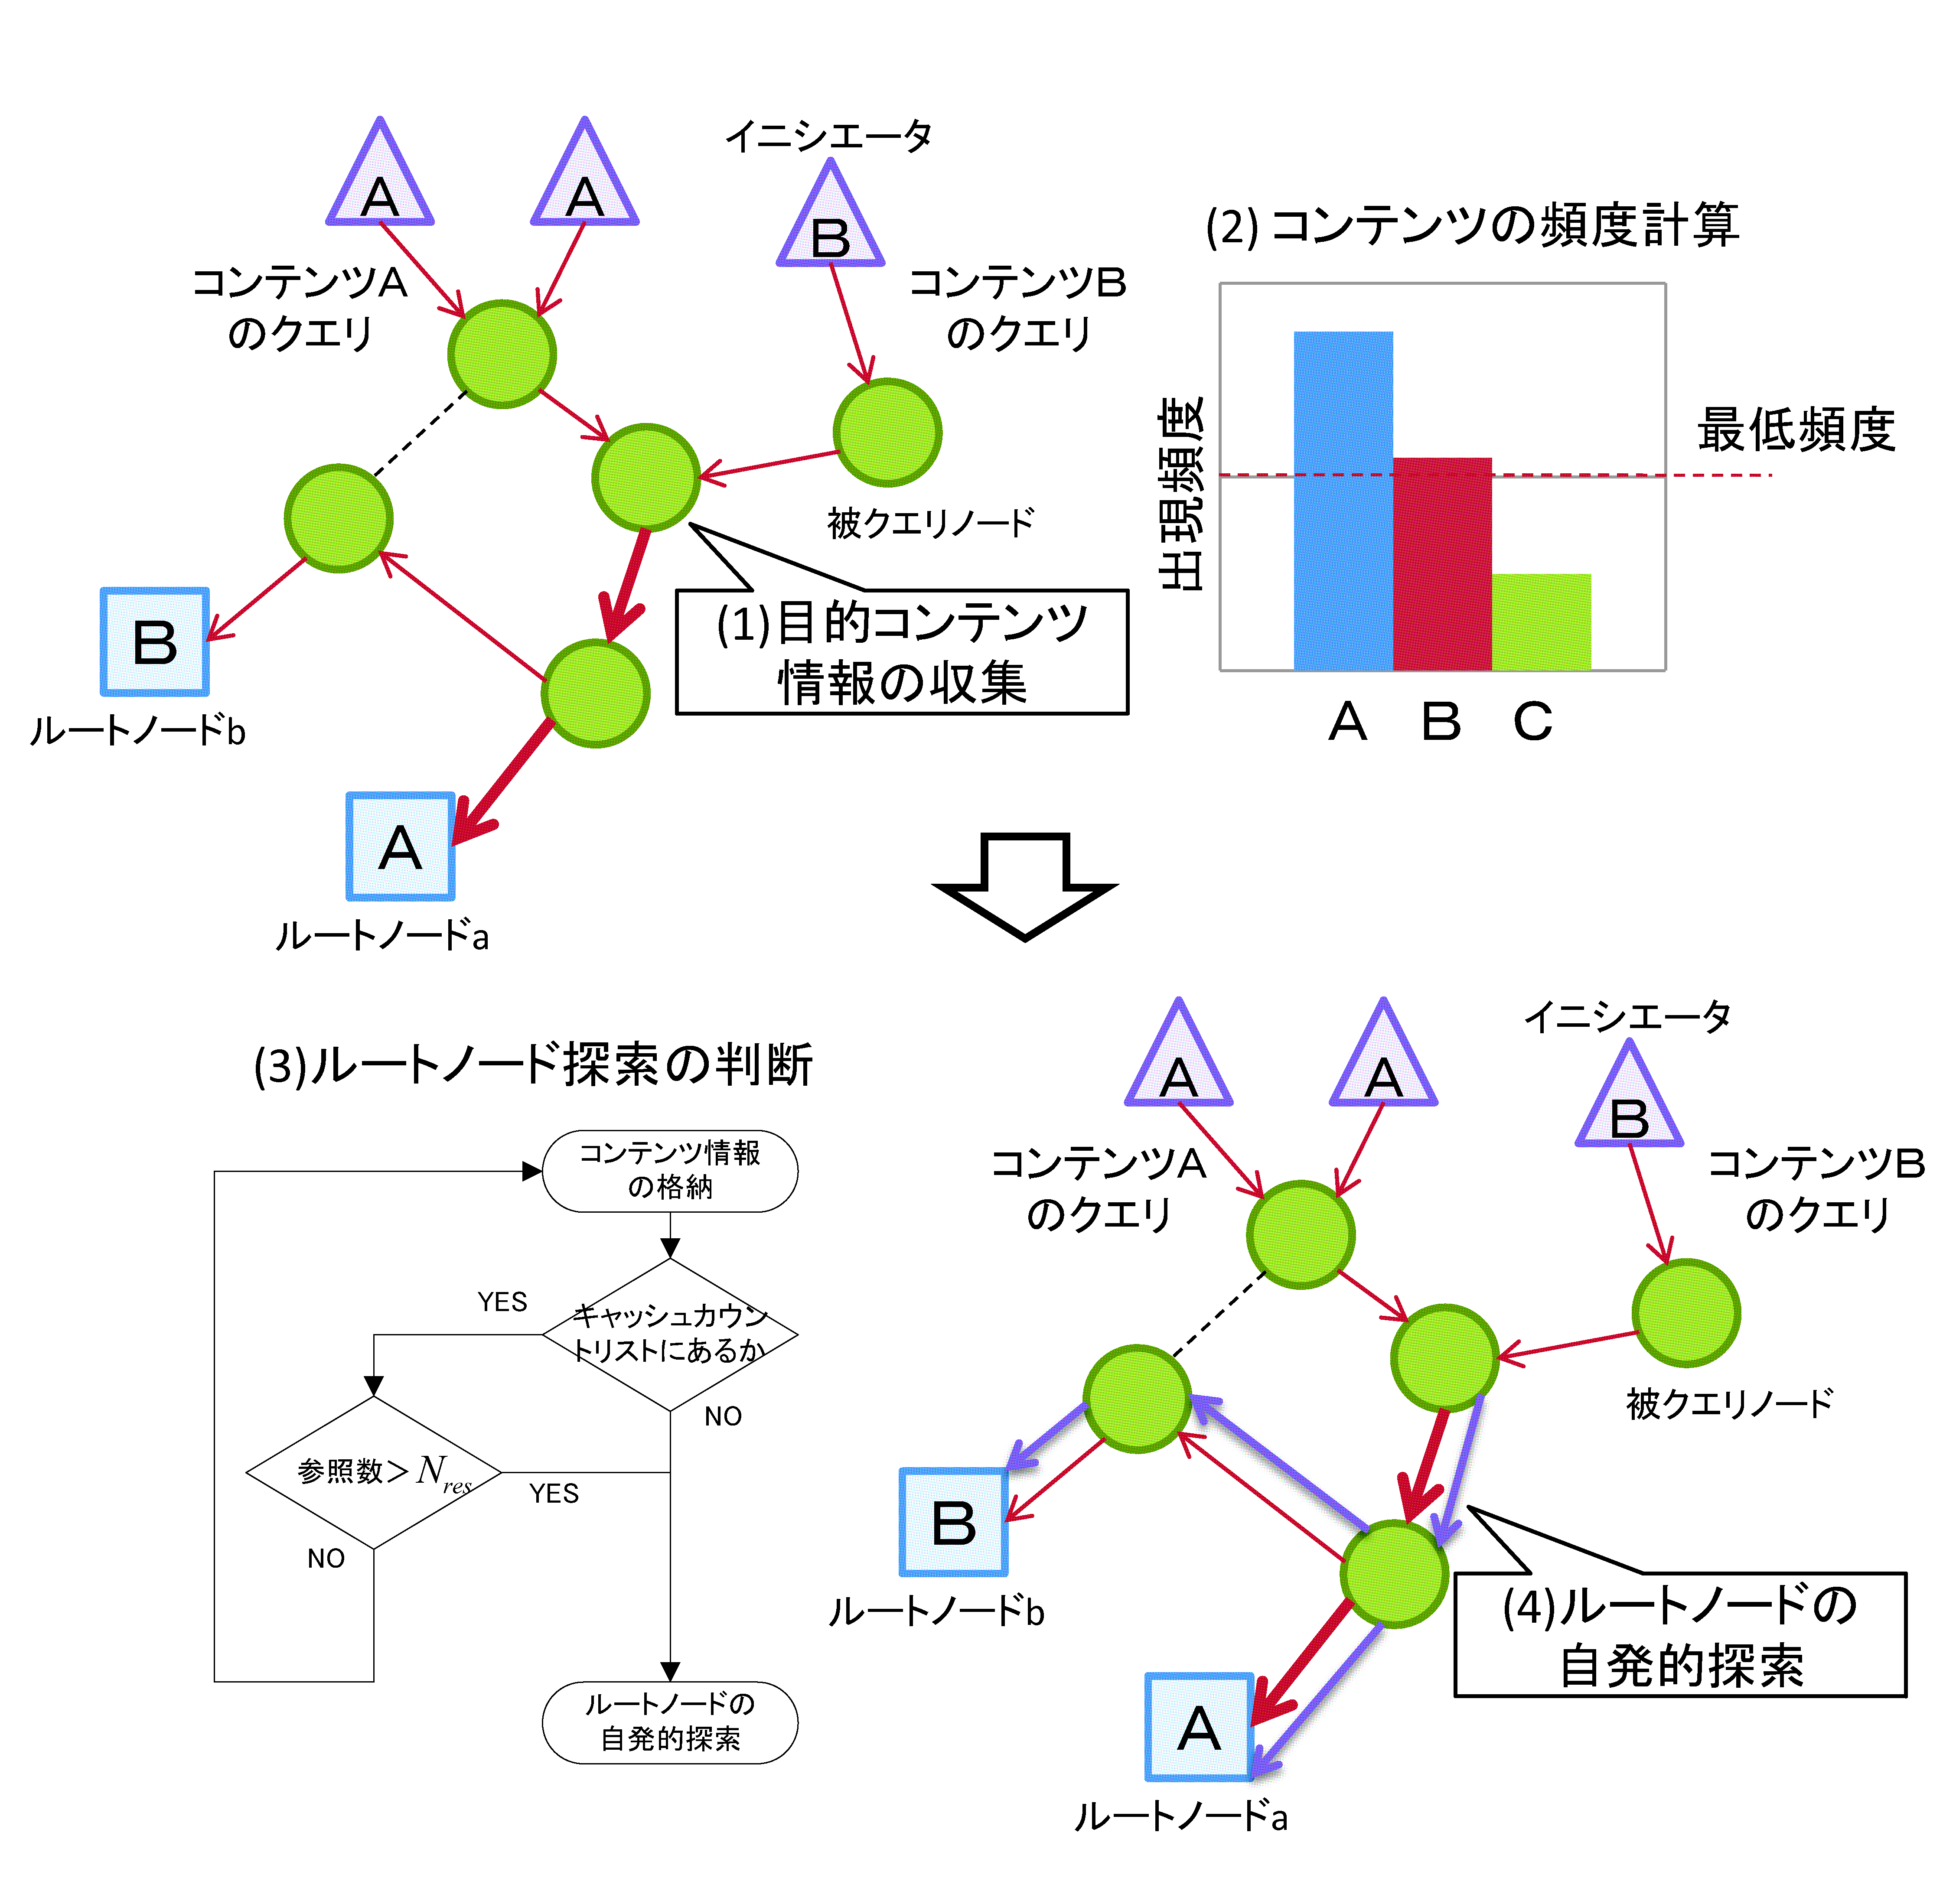 A
A
イニシエータ
B
コンテンツA
のクエリ
コンテンツB
のクエリ
被クエリノード
(1)目的コンテンツ
情報の収集
B
ルートノードb
A
ルートノードa
(2) コンテンツの頻度計算
出現頻度
最低頻度
A B C
(3)ルートノード探索の判断
コンテンツ情報
の格納
キャッシュカウン
トリストにあるか
YES
NO
参照数＞Nres
YES
NO
ルートノードの
自発的探索
A
A
イニシエータ
B
コンテンツA
のクエリ
コンテンツB
のクエリ
被クエリノード
B
ルートノードb
(4)ルートノードの
自発的探索
A
ルートノードa